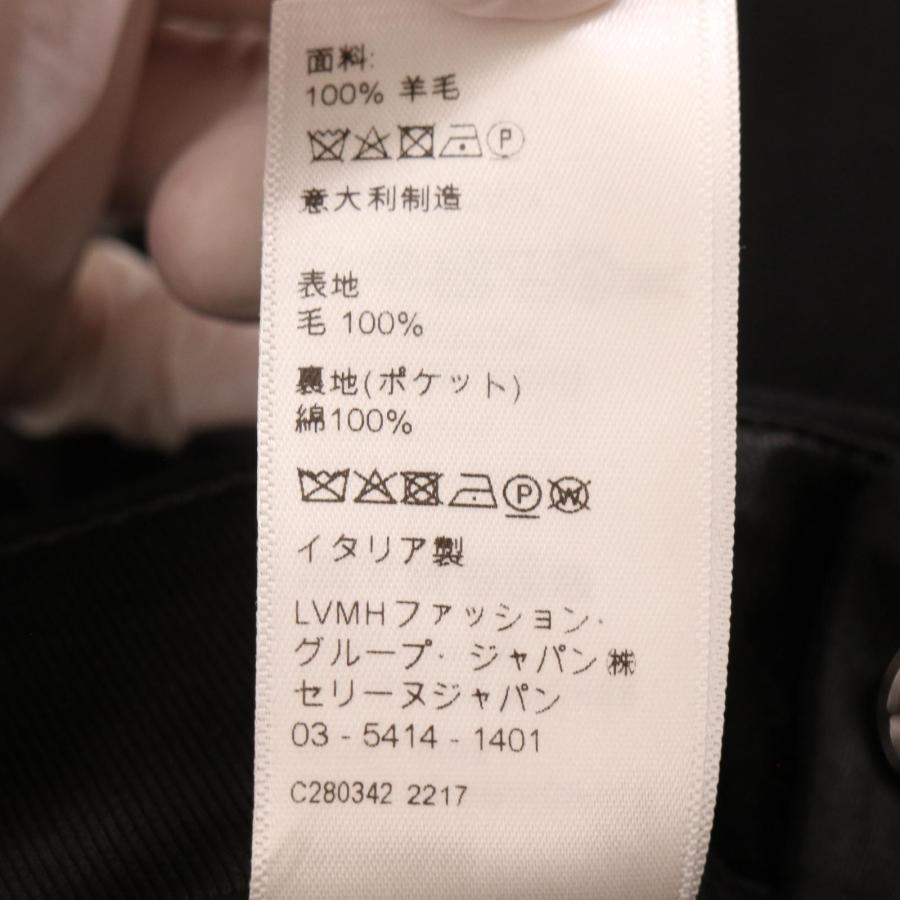 面料:
100% 羊毛
P
意大利制造
表地
毛 100%
裏地(ポケット)
綿100%
P W
イタリア製
LVMHファッション·
グループ· ジャパン㈱
セリーヌジャパン
03 - 5414 - 1401
C280342 2217